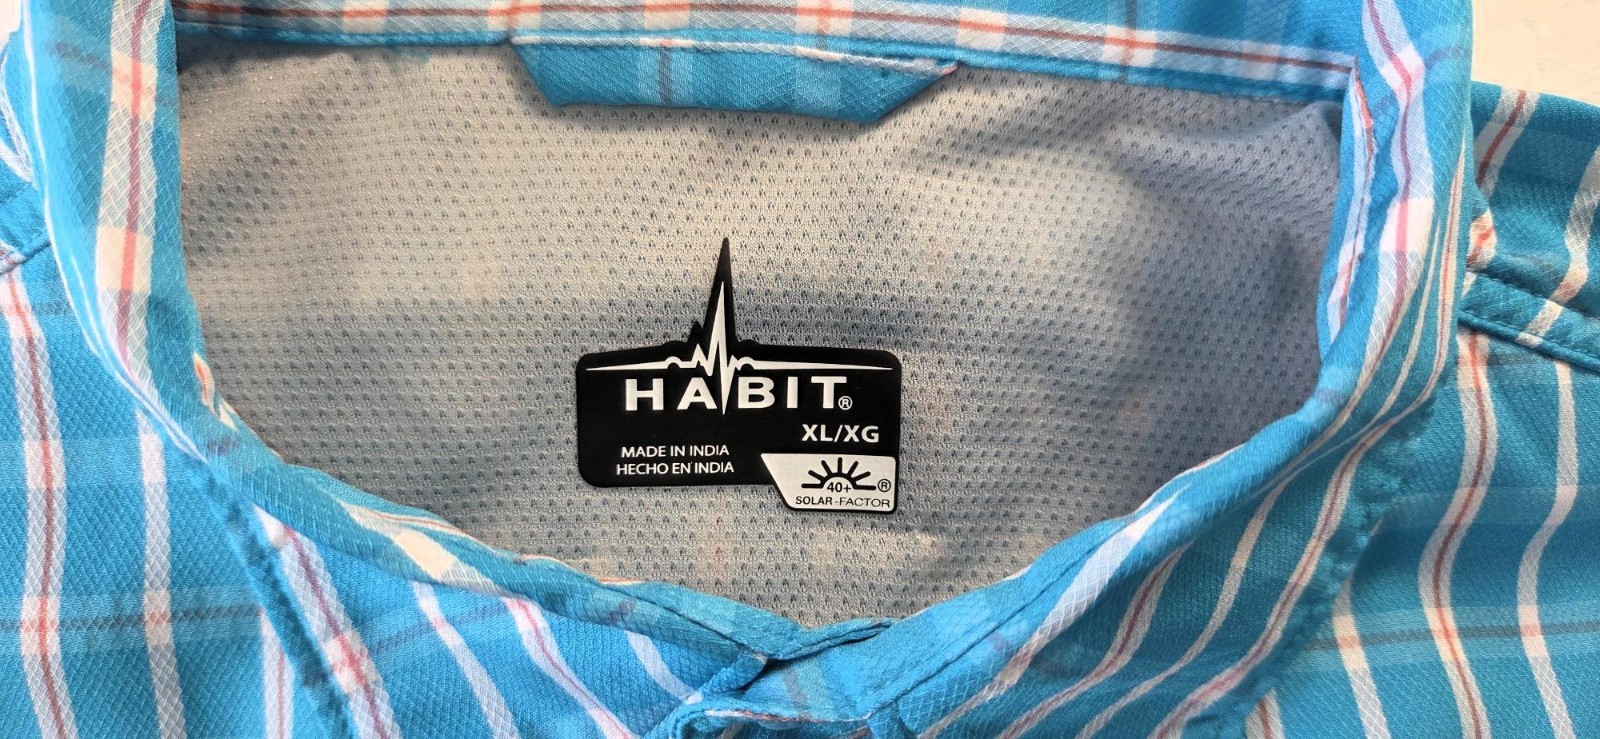 HABIT®
XL/XG
MADE IN INDIA
HECHO EN INDIA
40+ ®
SOLAR-FACTOR